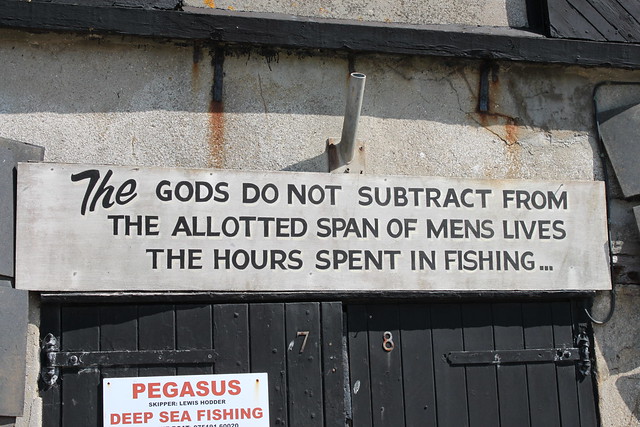 The GODS DO NOT SUBTRACT FROM
THE ALLOTTED SPAN OF MENS LIVES
THE HOURS SPENT IN FISHING...
7 8
PEGASUS
SKIPPER: LEWIS HODDER
DEEP SEA FISHING